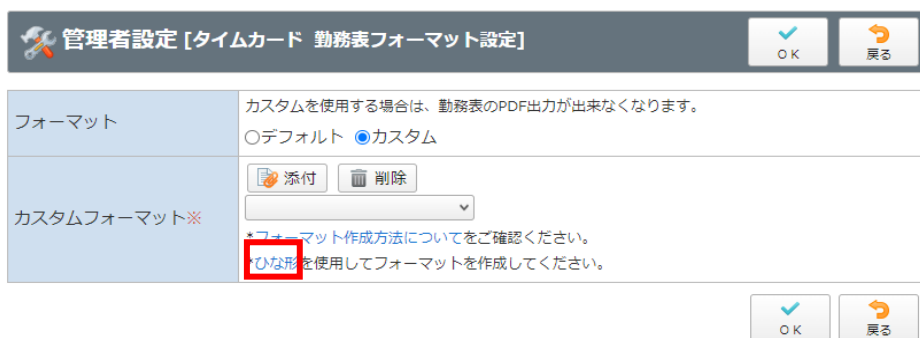 管理者設定 [タイムカード 勤務表フォーマット設定]
OK
戻る
フォーマット
カスタムを使用する場合は、勤務表のPDF出力が出来なくなります。
デフォルト カスタム
カスタムフォーマット※
添付 削除
*フォーマット作成方法についてをご確認ください。
*ひな形を使用してフォーマットを作成してください。
OK
戻る